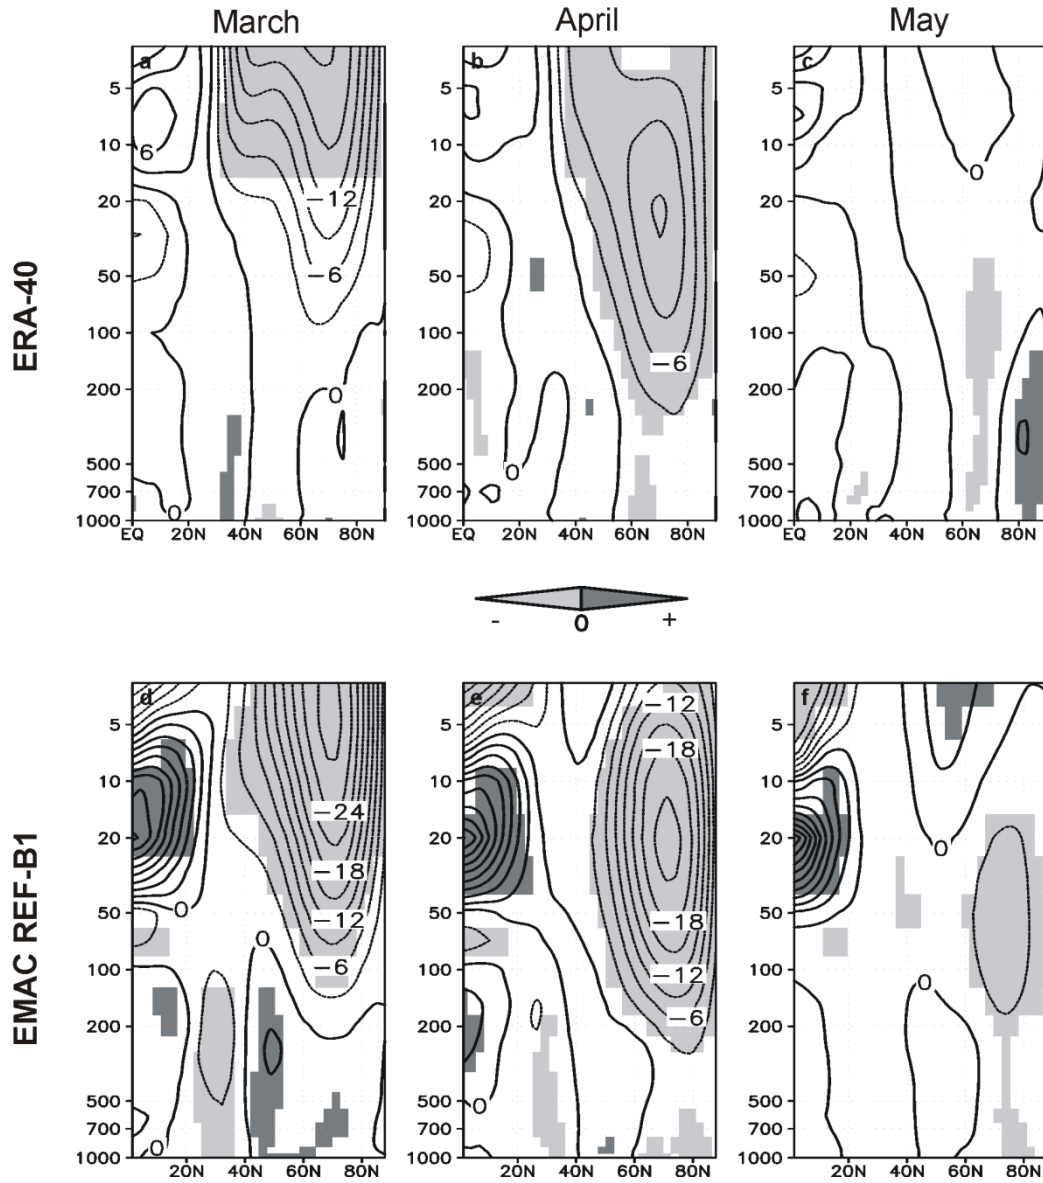 March April May
ERA-40
a b c
5 5 5
10 10 10
20 20 20
50 50 50
100 100 100
200 200 200
500 500 500
700 700 700
1000 1000 1000
6 −12 −6 0 0
−6 0
0
EQ 20N 40N 60N 80N EQ 20N 40N 60N 80N EQ 20N 40N 60N 80N
- 0 +
EMAC REF-B1
d e f
5 5 5
10 10 10
20 20 20
50 50 50
100 100 100
200 200 200
500 500 500
700 700 700
1000 1000 1000
−24 −18 −12 −6 0 0 0
−12 −18 −18 −12 −6 0
0 0
20N 40N 60N 80N 20N 40N 60N 80N 20N 40N 60N 80N